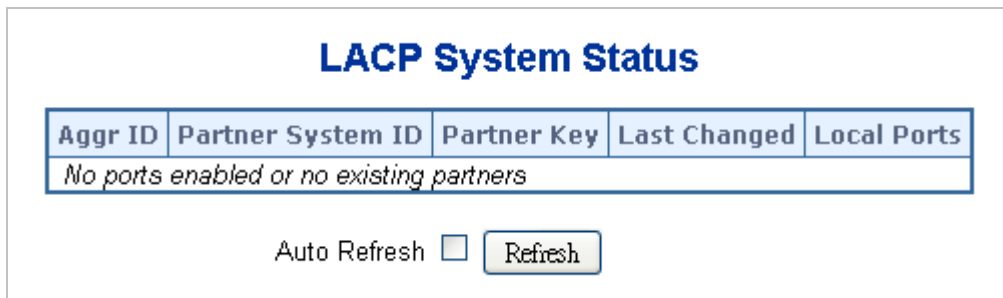 LACP System Status
Aggr ID Partner System ID Partner Key Last Changed Local Ports
No ports enabled or no existing partners
Auto Refresh Refresh